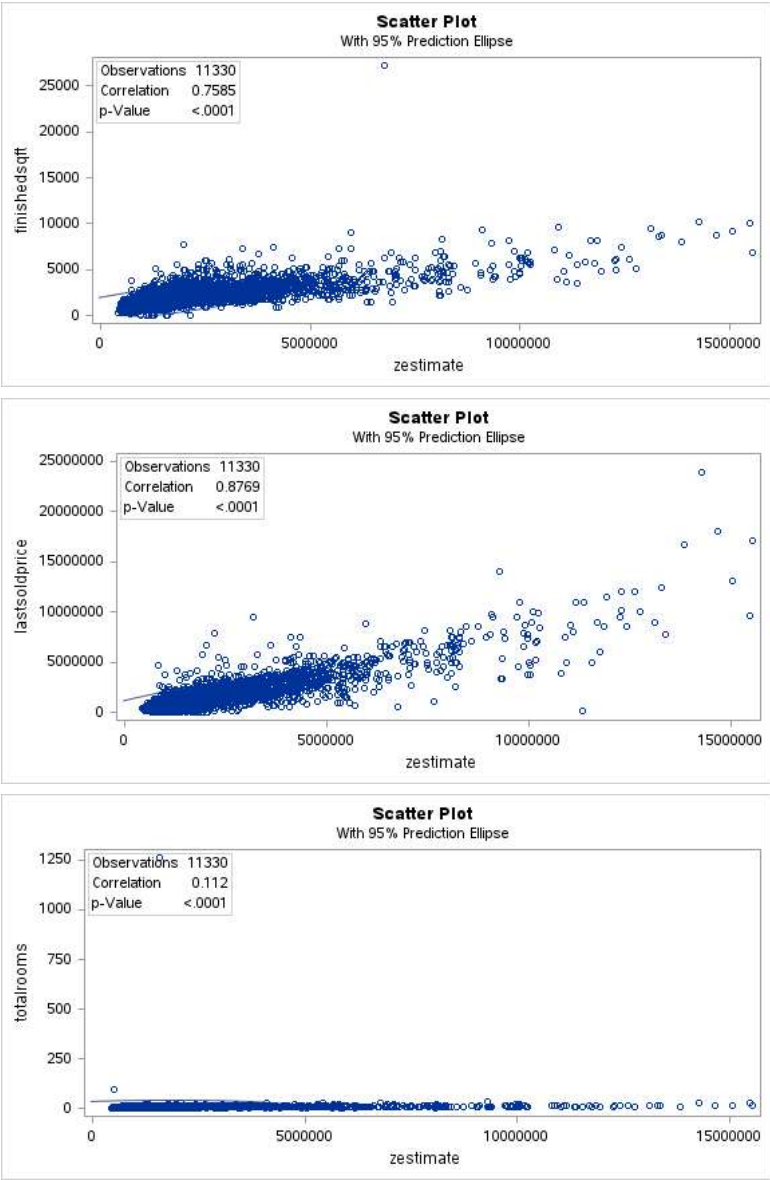 Scatter Plot
With 95% Prediction Ellipse
Observations 11330
Correlation 0.7585
p-Value <.0001
25000
20000
15000
10000
5000
0
finishedsqft
0 5000000 10000000 15000000
zestimate
Scatter Plot
With 95% Prediction Ellipse
Observations 11330
Correlation 0.8769
p-Value <.0001
25000000
20000000
15000000
10000000
5000000
0
lastsoldprice
0 5000000 10000000 15000000
zestimate
Scatter Plot
With 95% Prediction Ellipse
Observations 11330
Correlation 0.112
p-Value <.0001
1250
1000
750
500
250
0
totalrooms
0 5000000 10000000 15000000
zestimate